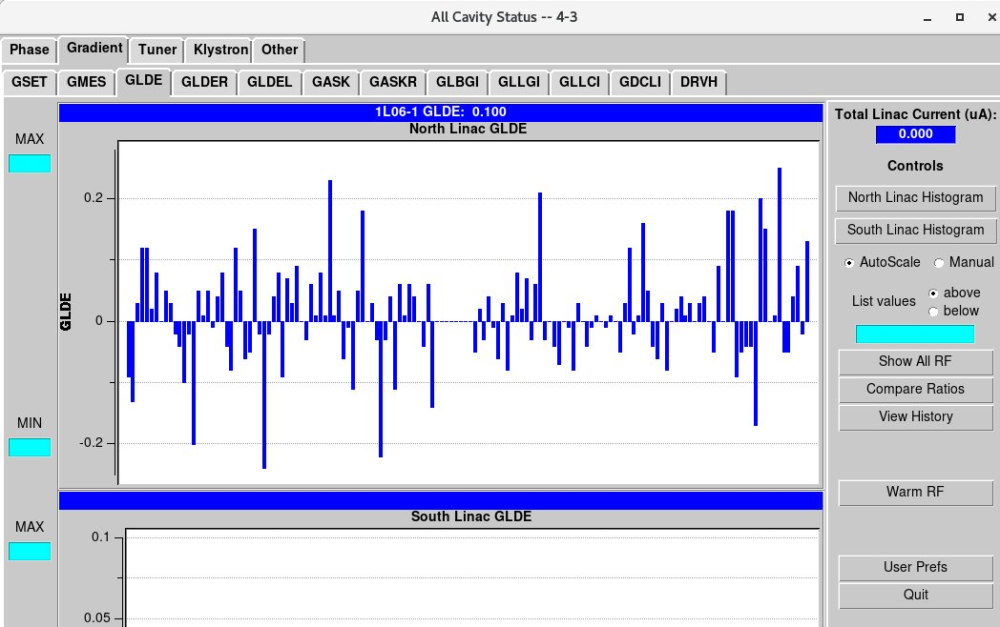 All Cavity Status -- 4-3
Phase Gradient Tuner Klystron Other
GSET GMES GLDE GLDER GLDEL GASK GASKR GLBGI GLLGI GLLCI GDCLI DRVH
MAX
MIN
MAX
1L06-1 GLDE: 0.100
North Linac GLDE
GLDE
0.2
0
-0.2
South Linac GLDE
0.1
0.05
Total Linac Current (uA):
0.000
Controls
North Linac Histogram
South Linac Histogram
AutoScale Manual
List values
above
below
Show All RF
Compare Ratios
View History
Warm RF
User Prefs
Quit